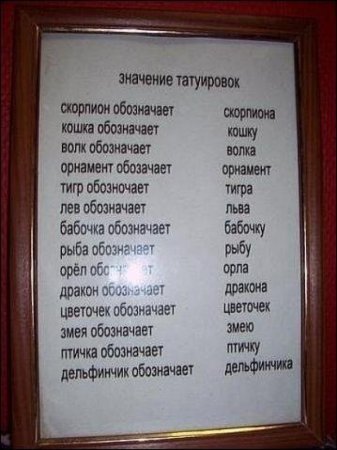 значение татуировок
скорпион обозначает скорпиона
кошка обозначает кошку
волк обозначает волка
орнамент обозачает орнамент
тигр обозночает тигра
лев обозначает льва
бабочка обозначает бабочку
рыба обозначает рыбу
орёл обозначает орла
дракон обозначает дракона
цветочек обозначает цветочек
змея обозначает змею
птичка обозначает птичку
дельфинчик обозначает дельфинчика